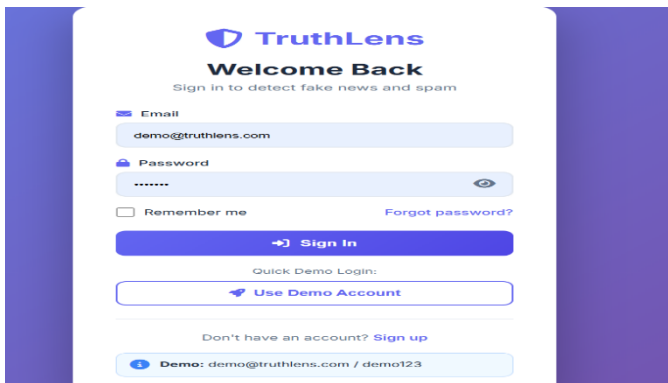 TruthLens
Welcome Back
Sign in to detect fake news and spam
Email
demo@truthlens.com
Password
•••••••
Remember me Forgot password?
Sign In
Quick Demo Login:
Use Demo Account
Don't have an account? Sign up
Demo: demo@truthlens.com / demo123